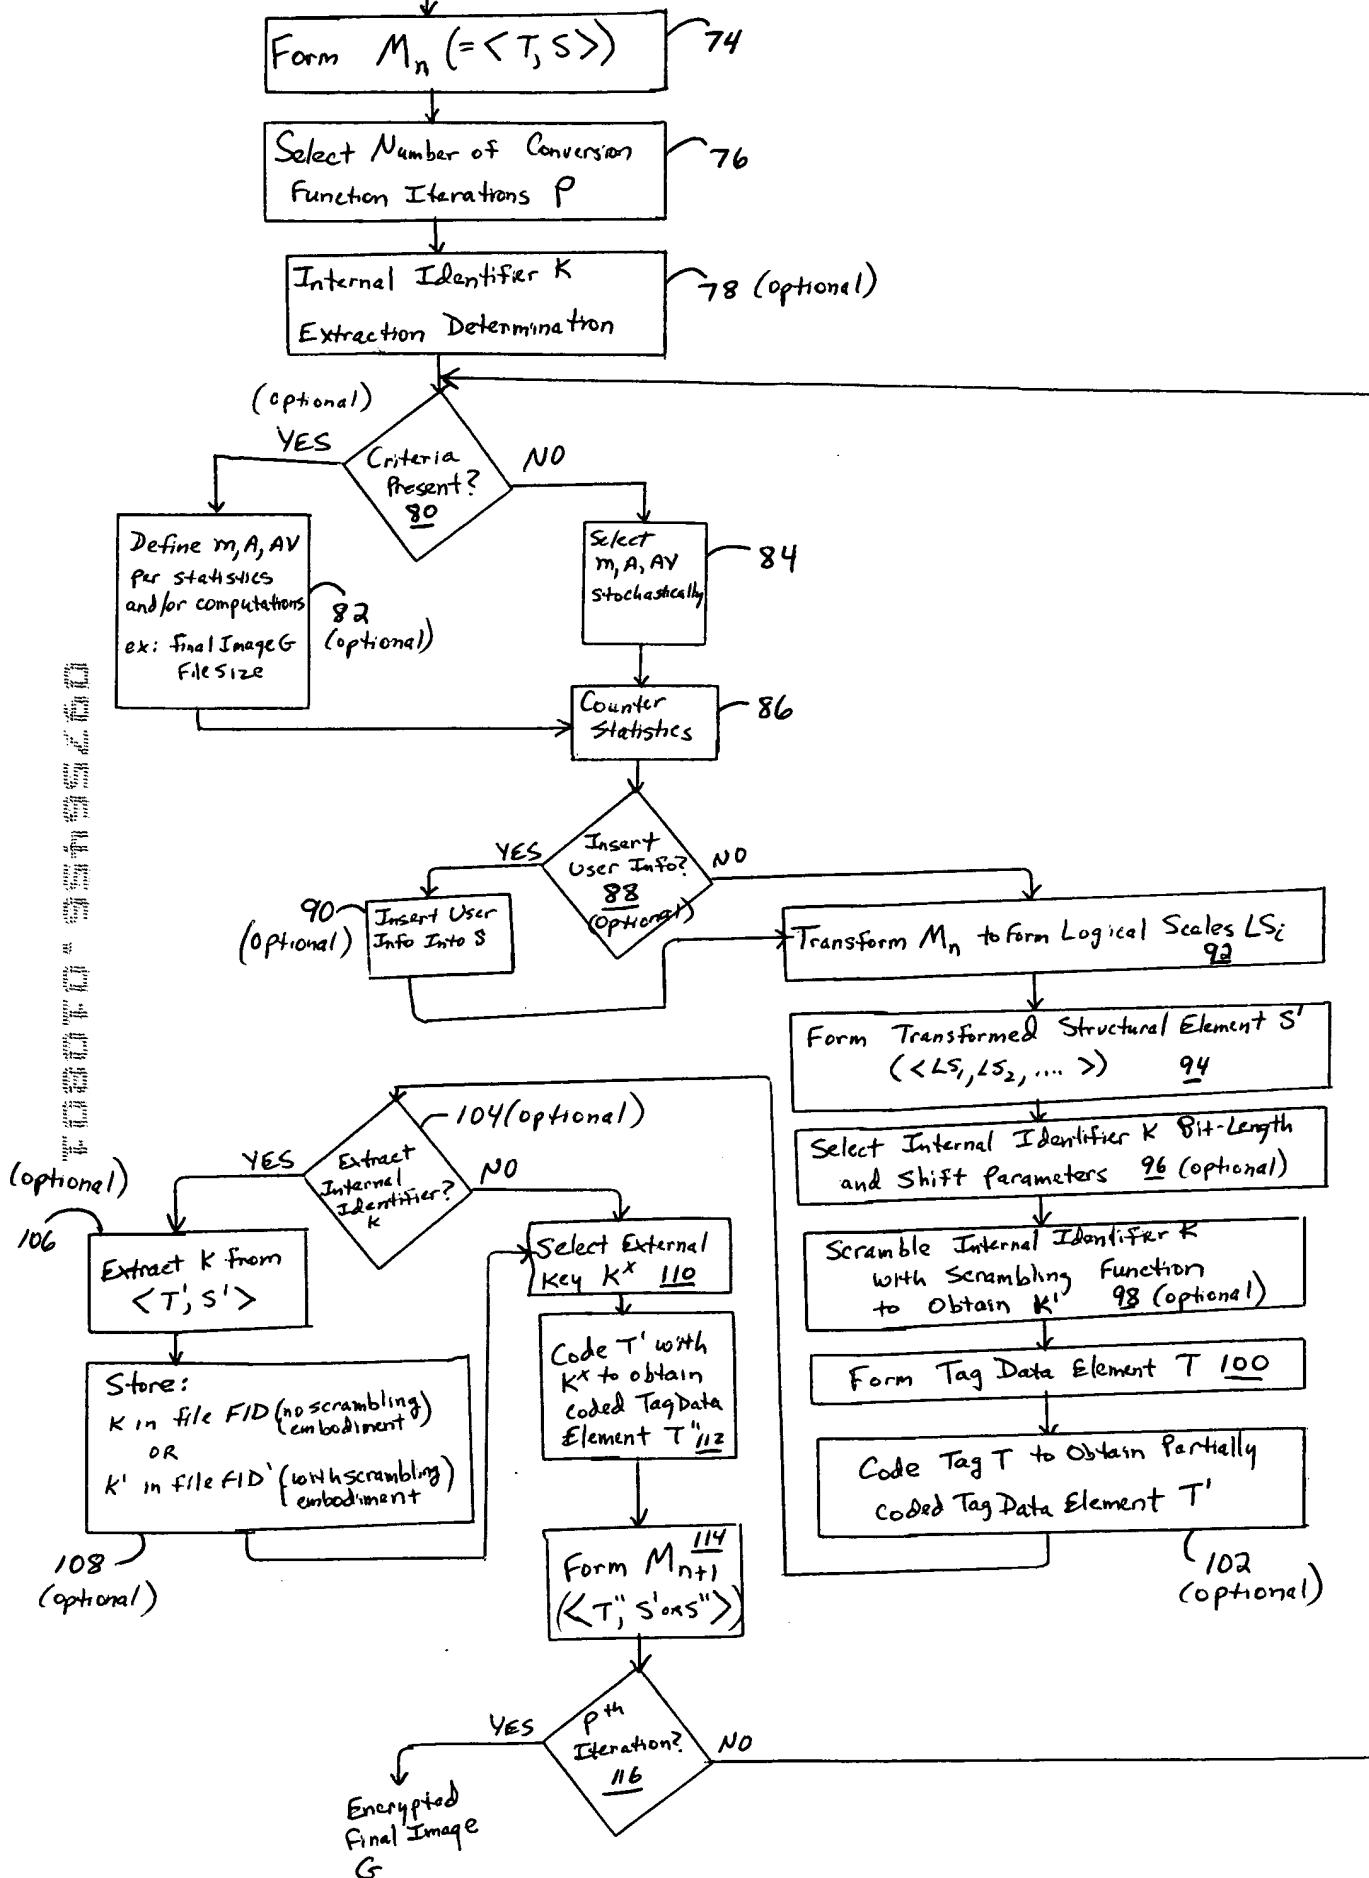 Form Mn (=<T, S>)
74
Select Number of Conversion
Function Iterations P
76
Internal Identifier K
Extraction Determination
78 (optional)
(optional)
YES
Criteria
Present?
80
NO
Define m, A, AV
per statistics
and/or computations
ex: final Image G
File Size
82
(optional)
Select
m, A, AV
stochastically
84
Counter
Statistics
86
YES
Insert
User Info?
88
(optional)
NO
90
(optional)
Insert User
Info Into S
Transform Mn to form Logical Scales LSi
92
Form Transformed Structural Element S'
(<LS1, LS2, .... >) 94
Select Internal Identifier K Bit-Length
and Shift Parameters 96 (optional)
Scramble Internal Identifier K
with Scrambling Function
to Obtain K' 98 (optional)
Form Tag Data Element T 100
Code Tag T to Obtain Partially
coded Tag Data Element T'
102
(optional)
104 (optional)
YES
Extract
Internal
Identifier?
K
NO
(optional)
106
Extract K from
<T', S'>
Store:
K in file FID (no scrambling
embodiment)
OR
K' in file FID' (with scrambling
embodiment)
108
(optional)
Select External
Key Kx 110
Code T' with
Kx to obtain
coded Tag Data
Element T" 112
114
Form Mn+1
(<T", S' or S">)
YES
Pth
Iteration?
116
NO
Encrypted
Final Image
G